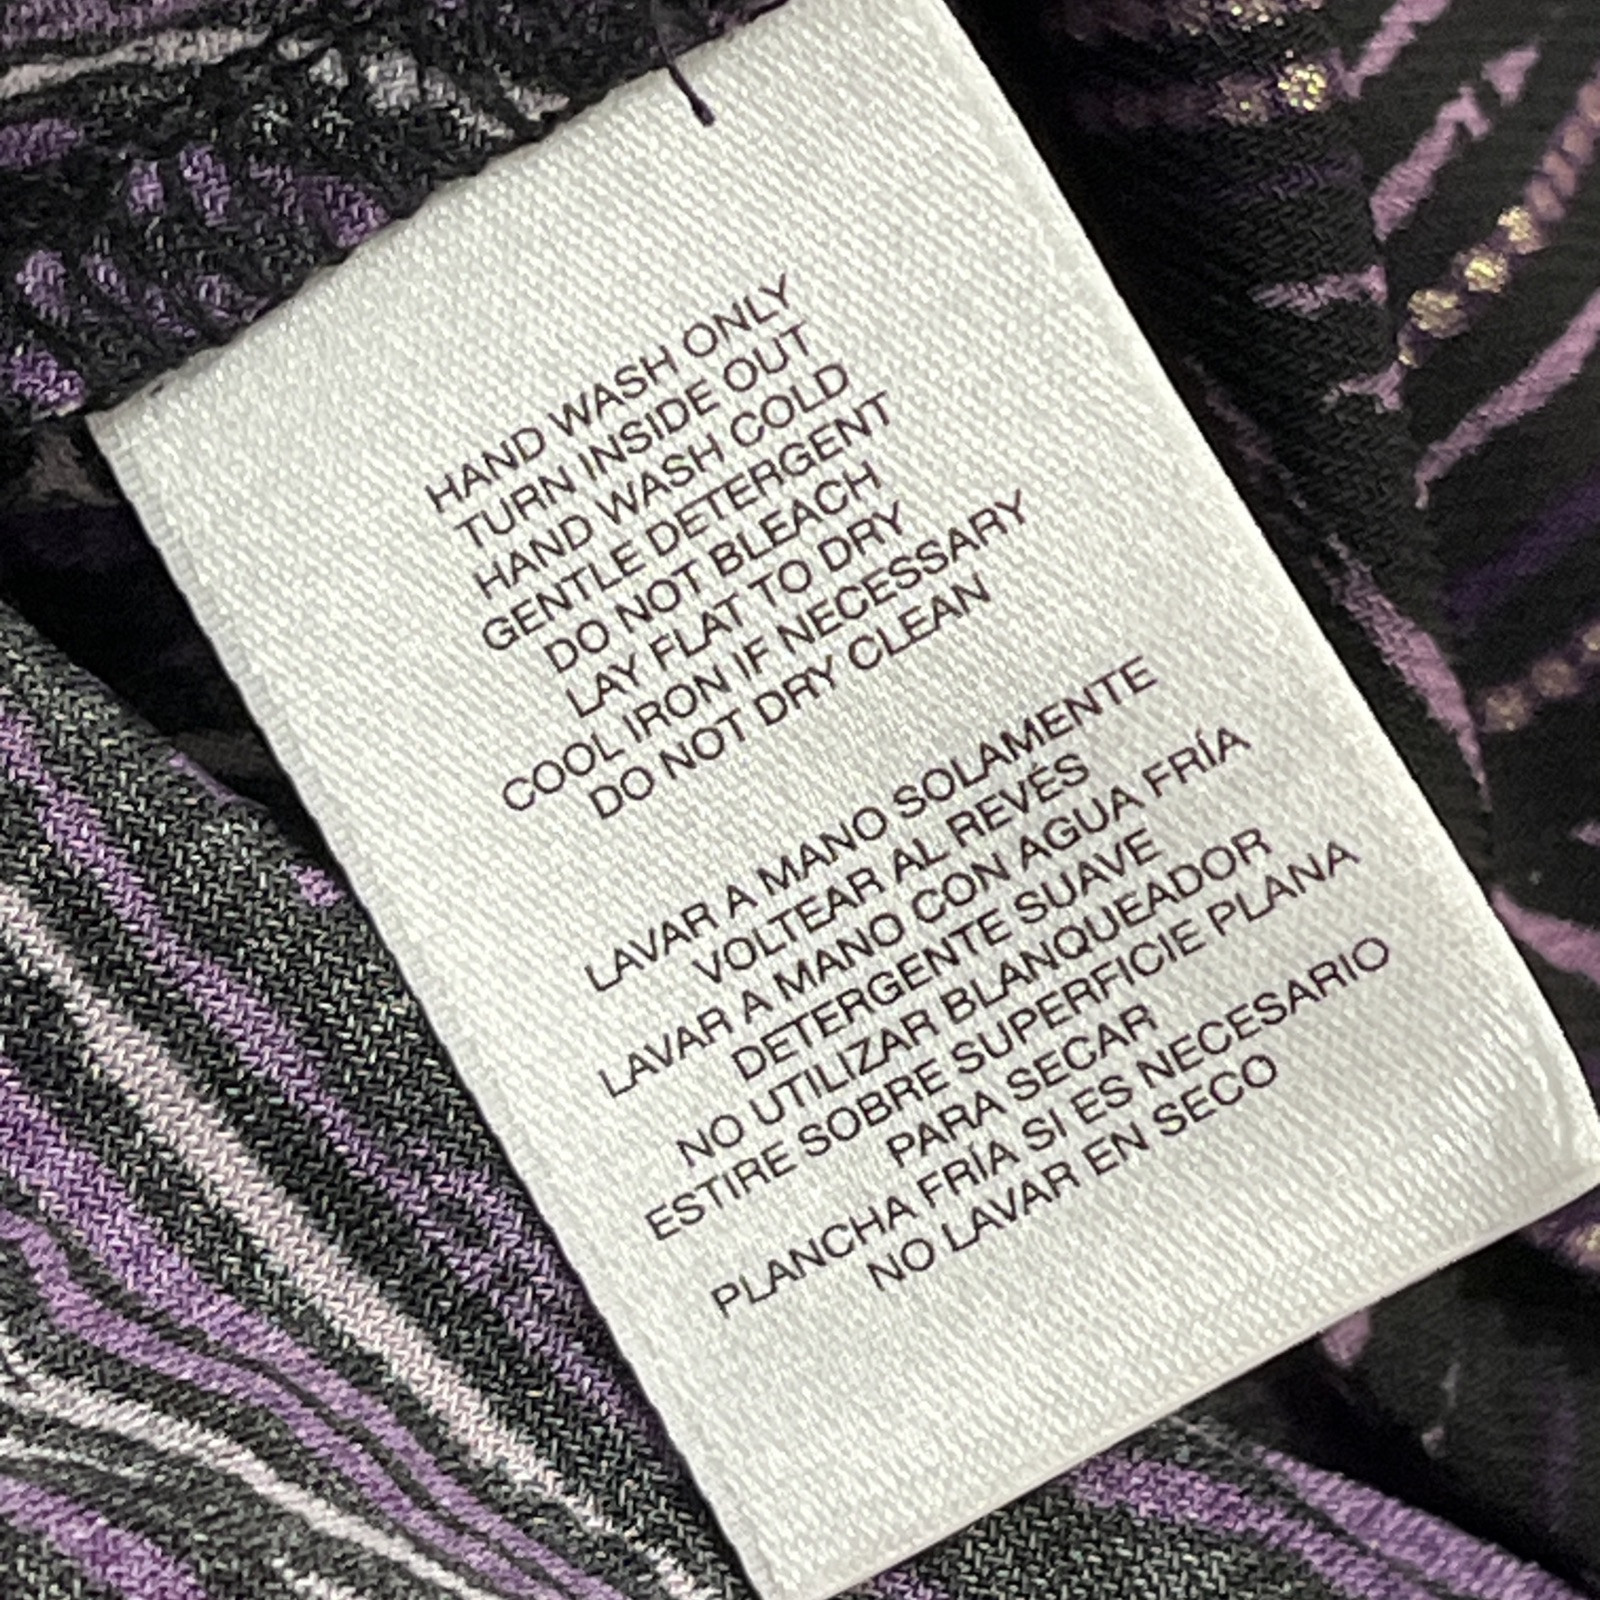 HAND WASH ONLY
TURN INSIDE OUT
HAND WASH COLD
GENTLE DETERGENT
DO NOT BLEACH
LAY FLAT TO DRY
COOL IRON IF NECESSARY
DO NOT DRY CLEAN
LAVAR A MANO SOLAMENTE
VOLTEAR AL REVÉS
LAVAR A MANO CON AGUA FRÍA
DETERGENTE SUAVE
NO UTILIZAR BLANQUEADOR
ESTIRE SOBRE SUPERFICIE PLANA
PARA SECAR
PLANCHA FRÍA SI ES NECESARIO
NO LAVAR EN SECO